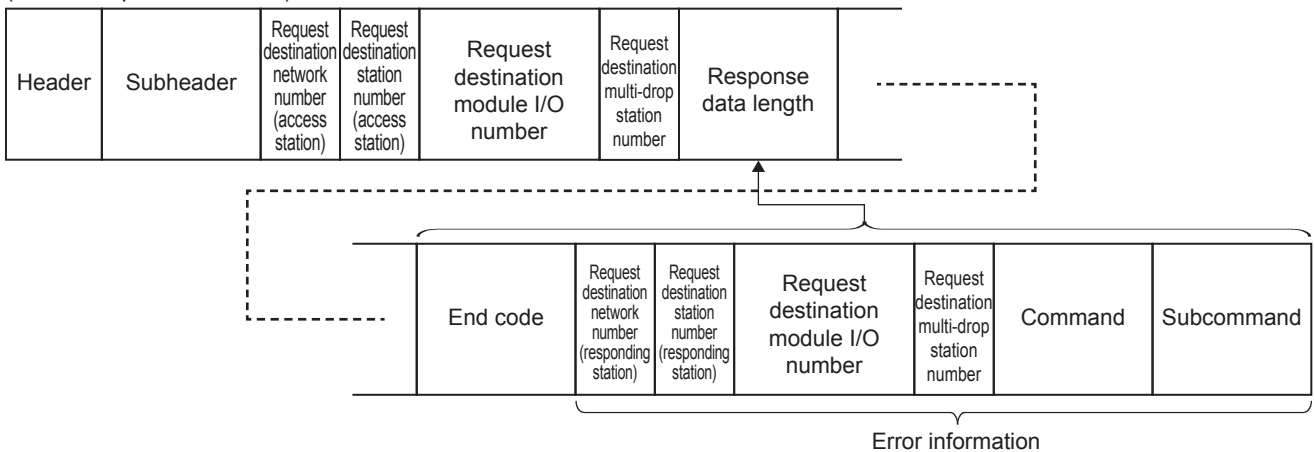 Header
Subheader
Request
destination
network
number
(access
station)
Request
destination
station
number
(access
station)
Request
destination
module I/O
number
Request
destination
multi-drop
station
number
Response
data length
End code
Request
destination
network
number
(responding
station)
Request
destination
station
number
(responding
station)
Request
destination
module I/O
number
Request
destination
multi-drop
station
number
Command
Subcommand
Error information